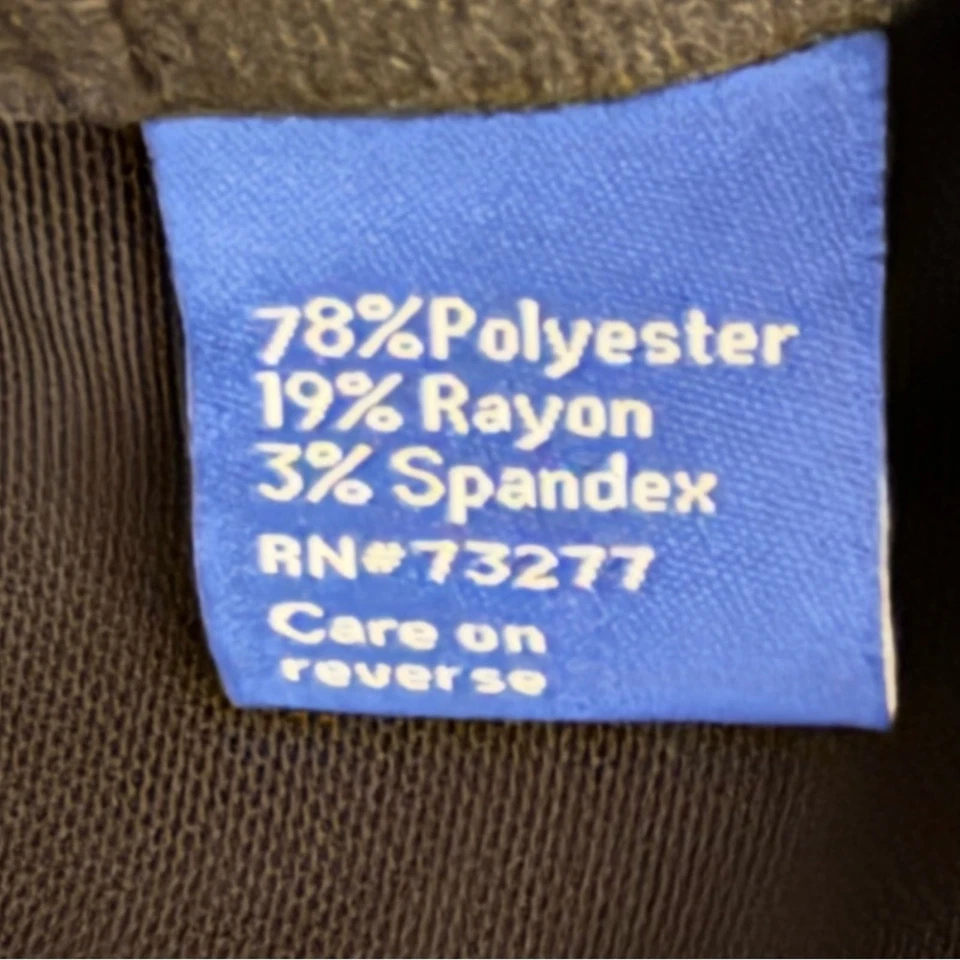 78%Polyester
19% Rayon
3% Spandex
RN#73277
Care on
reverse